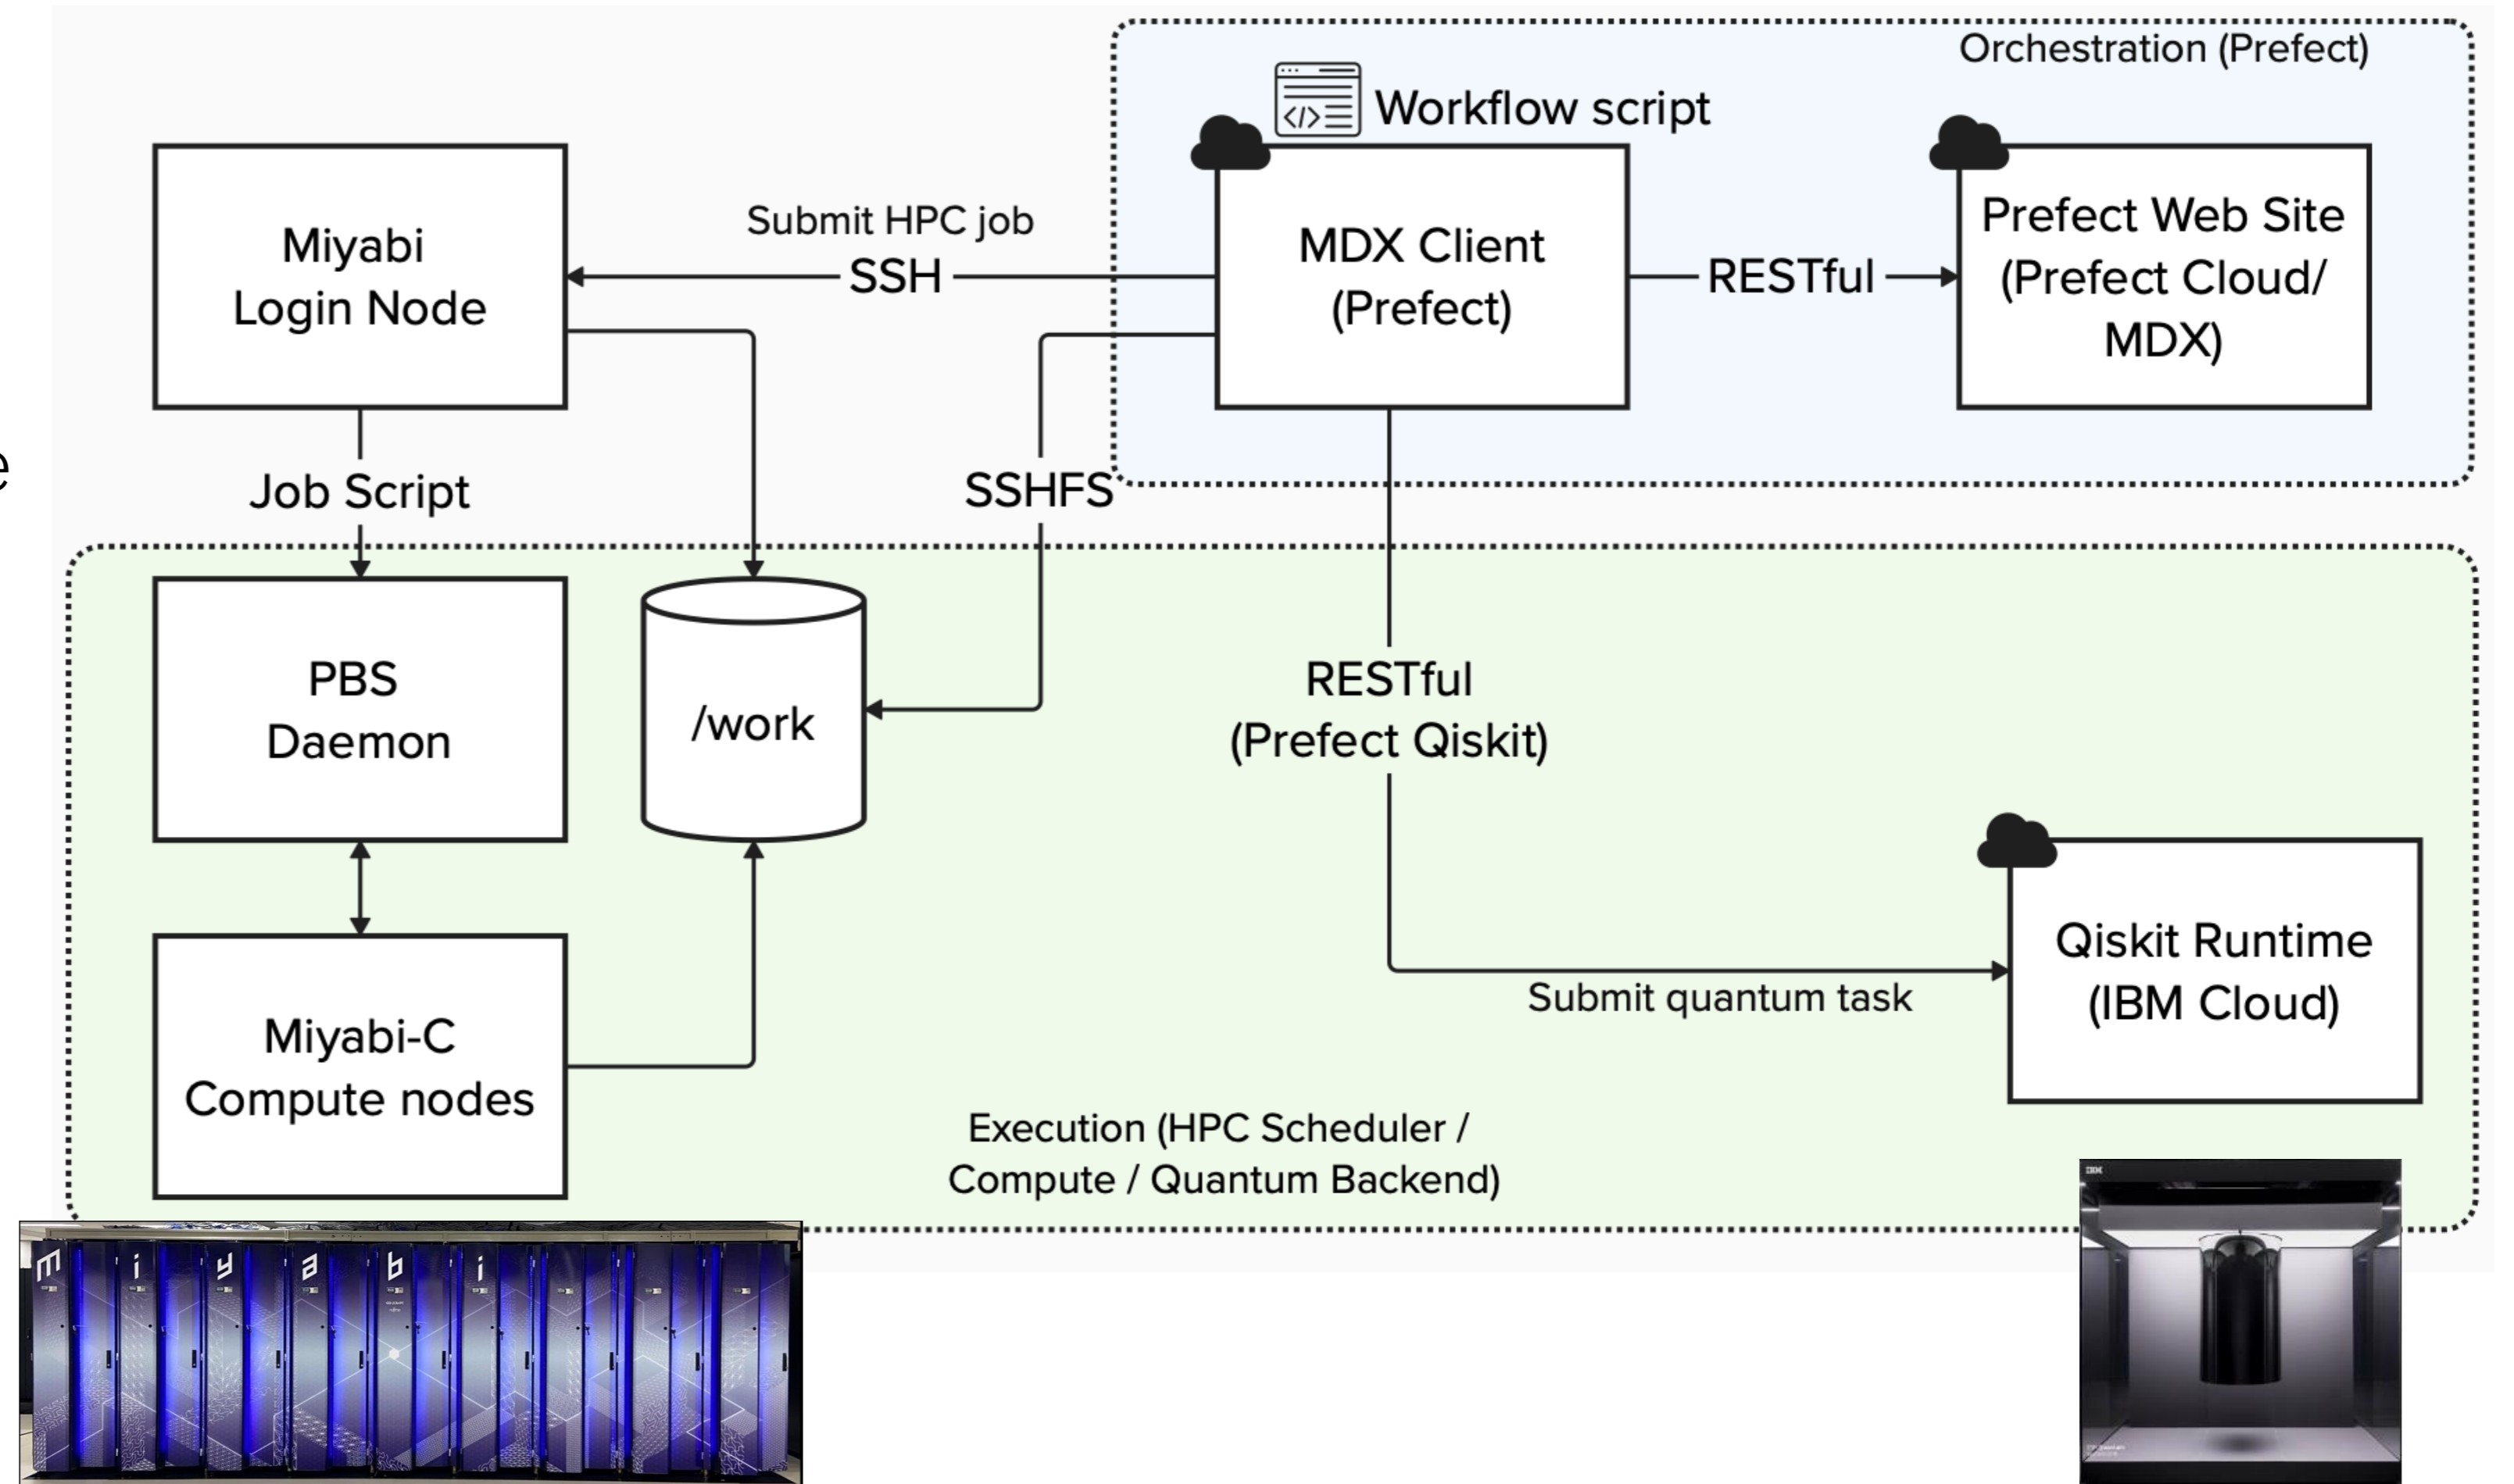 Orchestration (Prefect)
Workflow script
Miyabi
Login Node
Submit HPC job
SSH
MDX Client
(Prefect)
RESTful
Prefect Web Site
(Prefect Cloud/
MDX)
e
Job Script
SSHFS
PBS
Daemon
/work
RESTful
(Prefect Qiskit)
Miyabi-C
Compute nodes
Submit quantum task
Qiskit Runtime
(IBM Cloud)
Execution (HPC Scheduler /
Compute / Quantum Backend)
IBM
miyabi